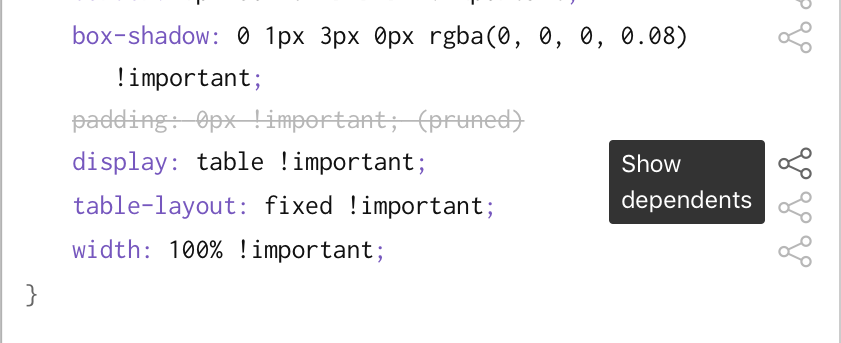 box-shadow: 0 1px 3px 0px rgba(0, 0, 0, 0.08)
!important;
padding: 0px !important; (pruned)
display: table !important;
Show
dependents
table-layout: fixed !important;
width: 100% !important;
}